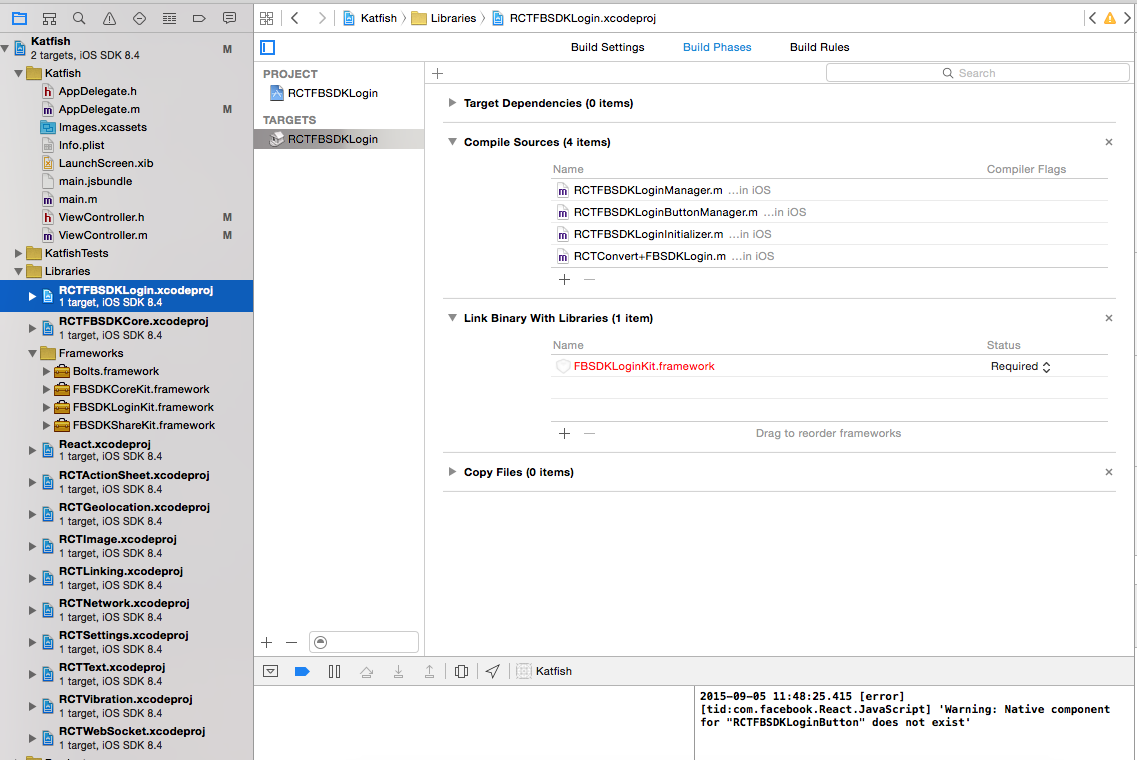 Katfish
Libraries
RCTFBSDKLogin.xcodeproj
Katfish
2 targets, iOS SDK 8.4
M
Katfish
AppDelegate.h
AppDelegate.m
M
Images.xcassets
Info.plist
LaunchScreen.xib
main.jsbundle
main.m
ViewController.h
M
ViewController.m
M
KatfishTests
Libraries
RCTFBSDKLogin.xcodeproj
1 target, iOS SDK 8.4
RCTFBSDKCore.xcodeproj
1 target, iOS SDK 8.4
Frameworks
Bolts.framework
FBSDKCoreKit.framework
FBSDKLoginKit.framework
FBSDKShareKit.framework
React.xcodeproj
1 target, iOS SDK 8.4
RCTActionSheet.xcodeproj
1 target, iOS SDK 8.4
RCTGeolocation.xcodeproj
1 target, iOS SDK 8.4
RCTImage.xcodeproj
1 target, iOS SDK 8.4
RCTLinking.xcodeproj
1 target, iOS SDK 8.4
RCTNetwork.xcodeproj
1 target, iOS SDK 8.4
RCTSettings.xcodeproj
1 target, iOS SDK 8.4
RCTText.xcodeproj
1 target, iOS SDK 8.4
RCTVibration.xcodeproj
1 target, iOS SDK 8.4
RCTWebSocket.xcodeproj
1 target, iOS SDK 8.4
Build Settings Build Phases Build Rules
PROJECT
RCTFBSDKLogin
TARGETS
RCTFBSDKLogin
Search
Target Dependencies (0 items)
Compile Sources (4 items)
Name Compiler Flags
RCTFBSDKLoginManager.m ...in iOS
RCTFBSDKLoginButtonManager.m ...in iOS
RCTFBSDKLoginInitializer.m ...in iOS
RCTConvert+FBSDKLogin.m ...in iOS
Link Binary With Libraries (1 item)
Name Status
FBSDKLoginKit.framework Required
Drag to reorder frameworks
Copy Files (0 items)
Katfish
2015-09-05 11:48:25.415 [error]
[tid:com.facebook.React.JavaScript] 'Warning: Native component
for "RCTFBSDKLoginButton" does not exist'